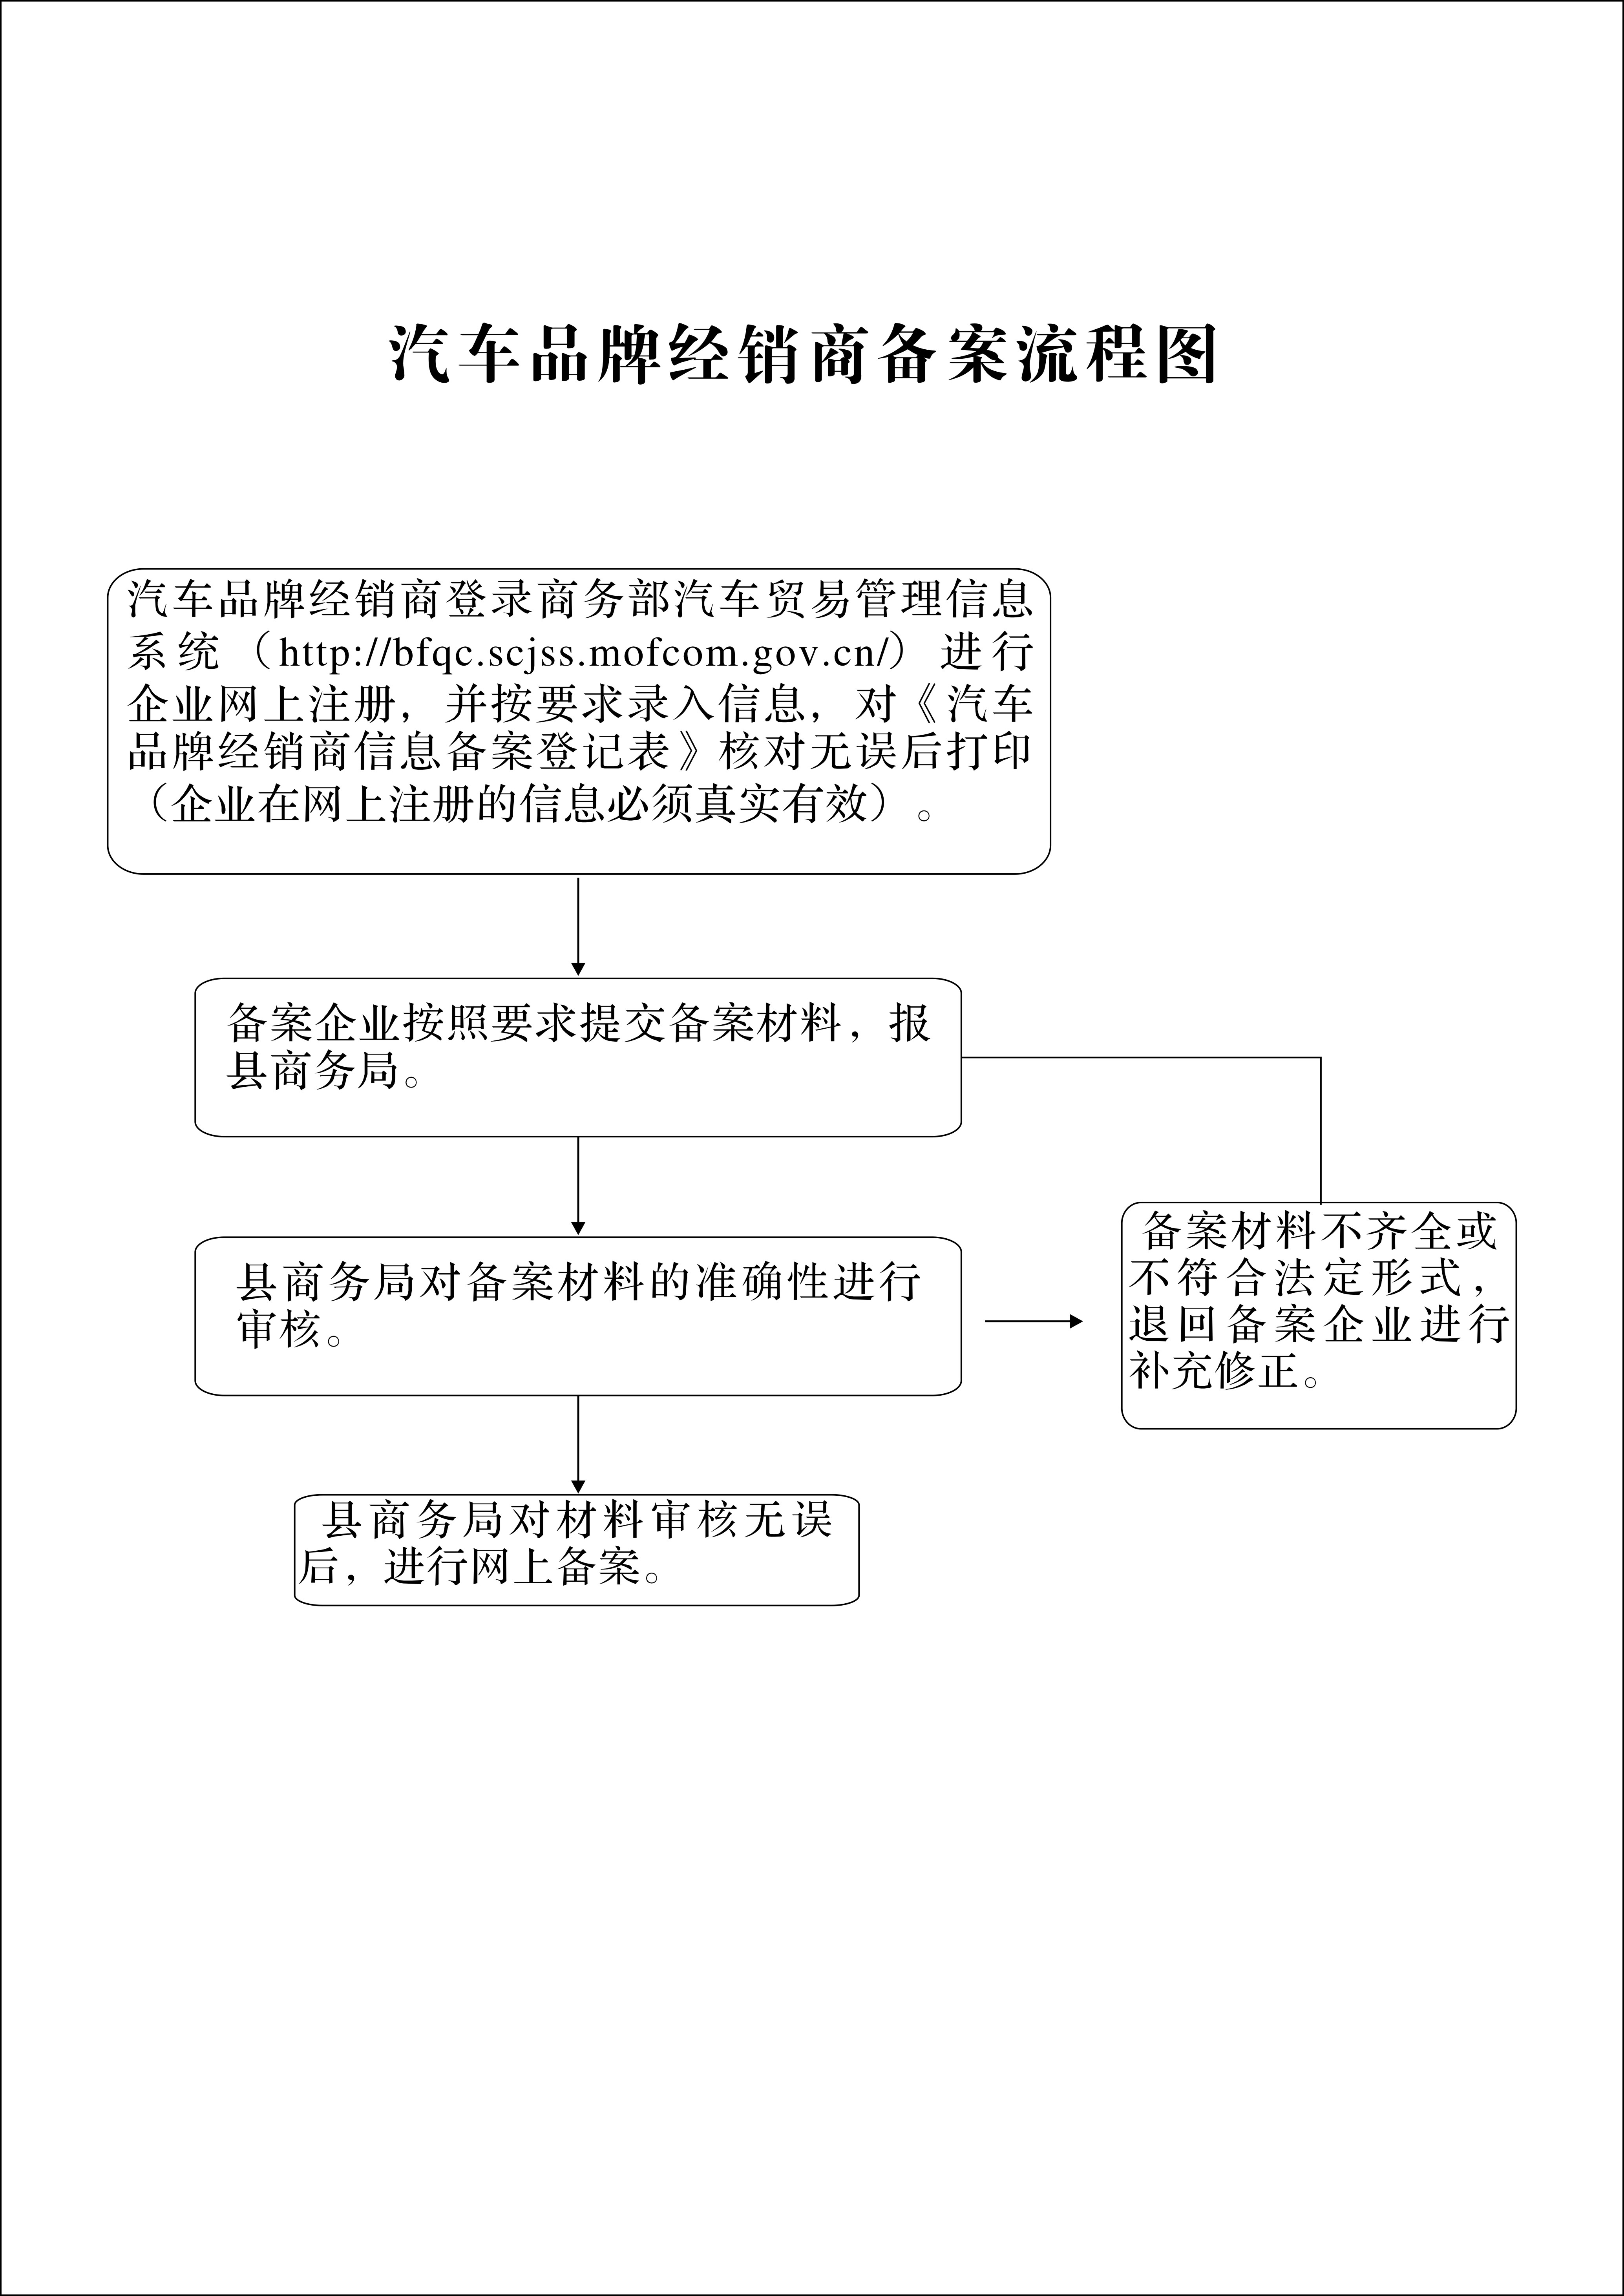 汽车品牌经销商备案流程图
汽车品牌经销商登录商务部汽车贸易管理信息
系统（http://bfqc.scjss.mofcom.gov.cn/）进行
企业网上注册，并按要求录入信息，对《汽车
品牌经销商信息备案登记表》核对无误后打印
（企业在网上注册的信息必须真实有效）。
备案企业按照要求提交备案材料，报
县商务局。
县商务局对备案材料的准确性进行
审核。
备案材料不齐全或
不符合法定形式，
退回备案企业进行
补充修正。
县商务局对材料审核无误
后，进行网上备案。